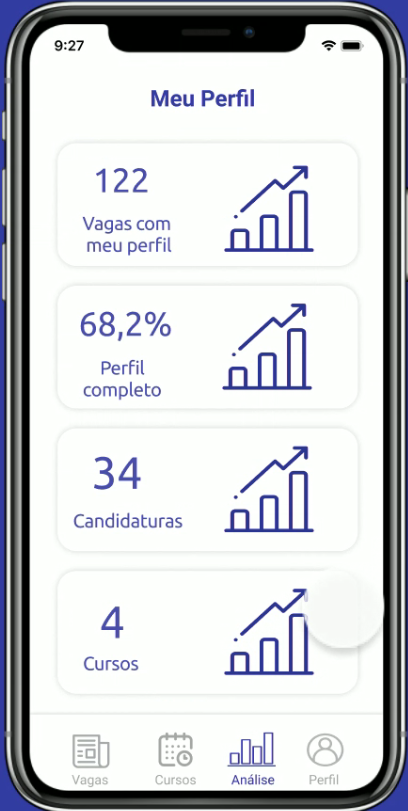 9:27
Meu Perfil
122
Vagas com
meu perfil
68,2%
Perfil
completo
34
Candidaturas
4
Cursos
Vagas Cursos Análise Perfil